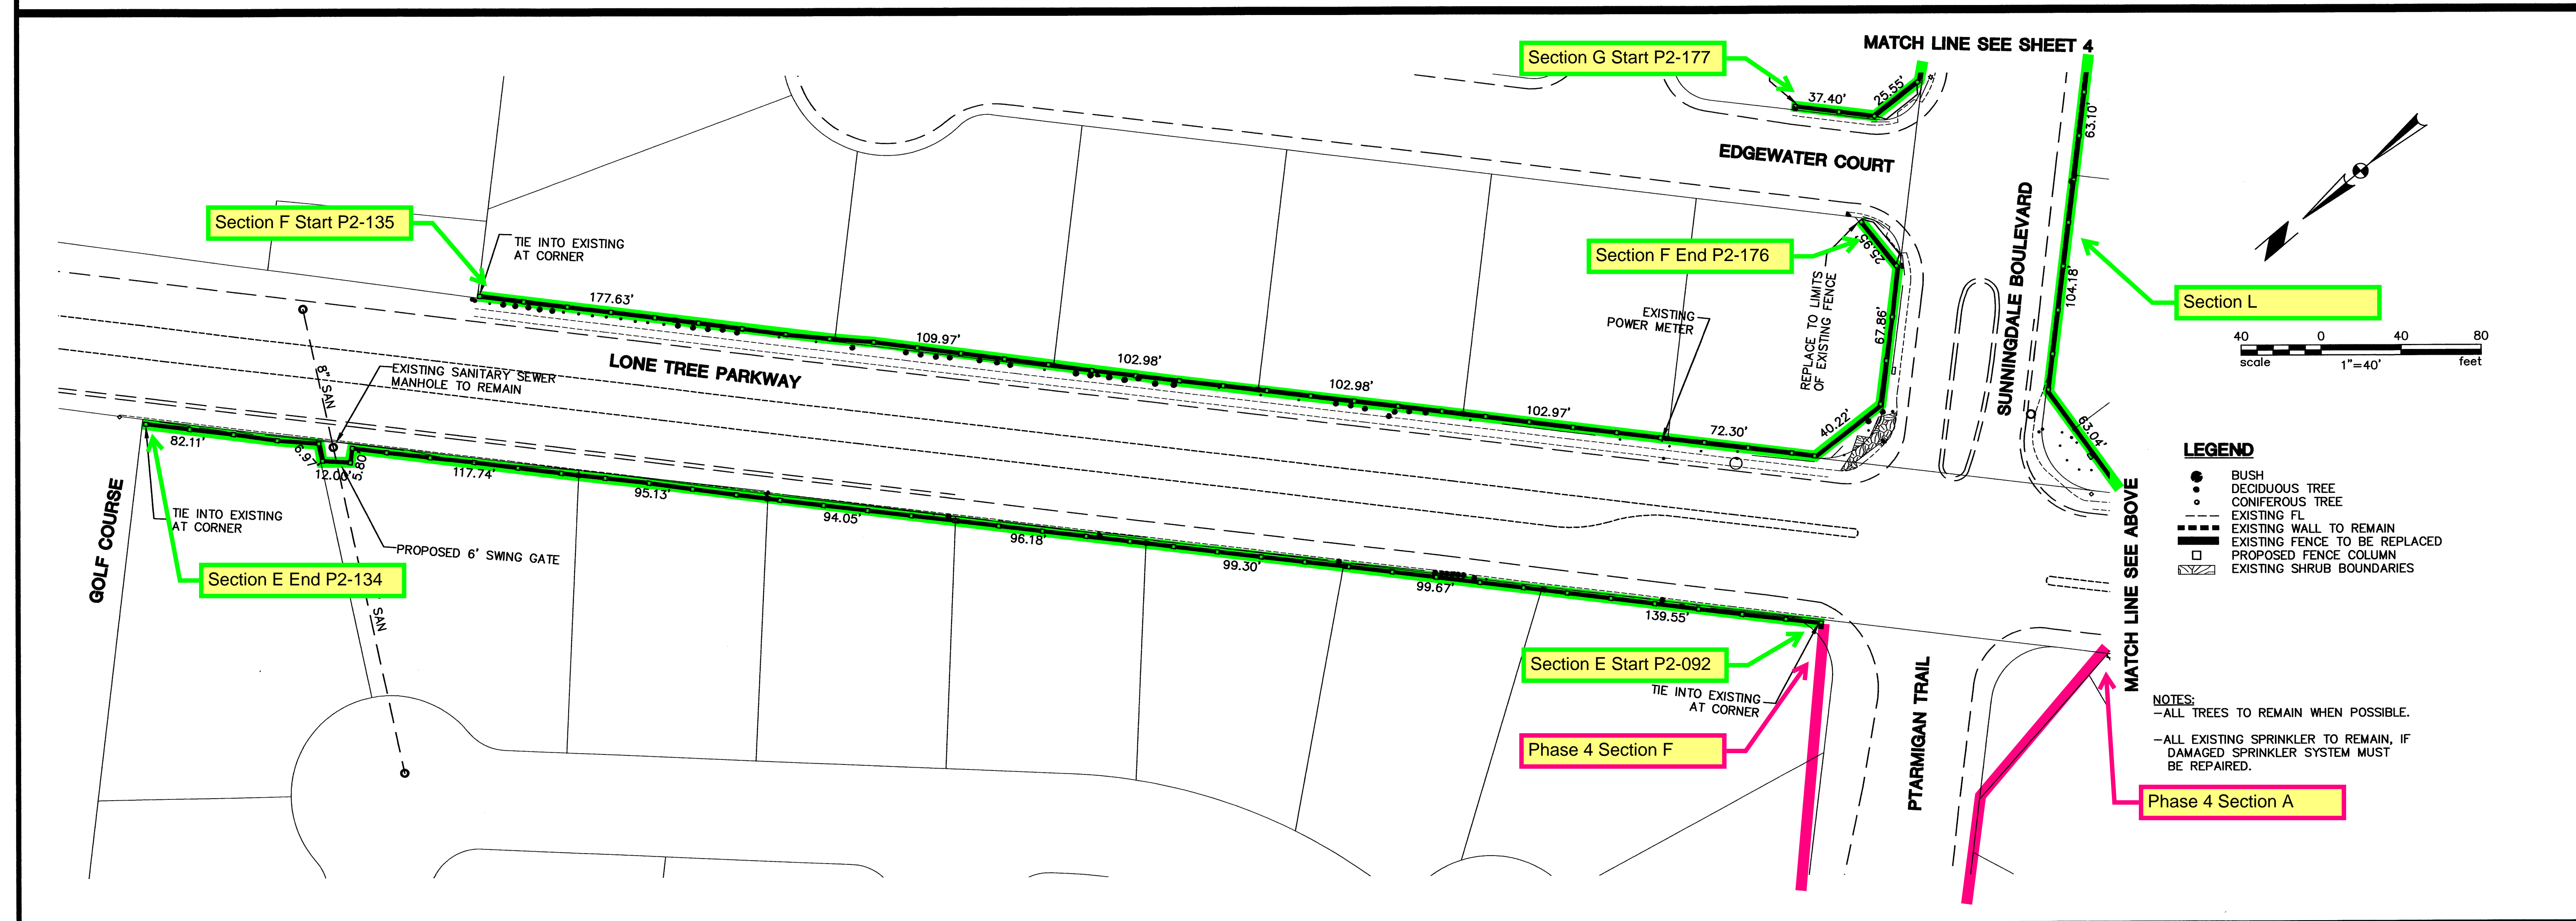 MATCH LINE SEE SHEET 4
Section G Start P2-177
37.40'
25.55'
63.10'
EDGEWATER COURT
SUNNINGDALE BOULEVARD
Section F Start P2-135
TIE INTO EXISTING
AT CORNER
Section F End P2-176
25.95'
REPLACE TO LIMITS
OF EXISTING FENCE
104.18'
Section L
177.63'
109.97'
102.98'
102.98'
102.97'
72.30'
40.22'
67.86'
63.04'
EXISTING
POWER METER
40 0 40 80
scale 1"=40' feet
LONE TREE PARKWAY
8" SAN
EXISTING SANITARY SEWER
MANHOLE TO REMAIN
82.11'
6.97'
12.00'
5.80'
117.74'
95.13'
94.05'
96.18'
99.30'
99.67'
139.55'
GOLF COURSE
TIE INTO EXISTING
AT CORNER
PROPOSED 6' SWING GATE
Section E End P2-134
SAN
LEGEND
BUSH
DECIDUOUS TREE
CONIFEROUS TREE
EXISTING FL
EXISTING WALL TO REMAIN
EXISTING FENCE TO BE REPLACED
PROPOSED FENCE COLUMN
EXISTING SHRUB BOUNDARIES
MATCH LINE SEE ABOVE
Section E Start P2-092
TIE INTO EXISTING
AT CORNER
Phase 4 Section F
PTARMIGAN TRAIL
NOTES:
-ALL TREES TO REMAIN WHEN POSSIBLE.
-ALL EXISTING SPRINKLER TO REMAIN, IF
DAMAGED SPRINKLER SYSTEM MUST
BE REPAIRED.
Phase 4 Section A